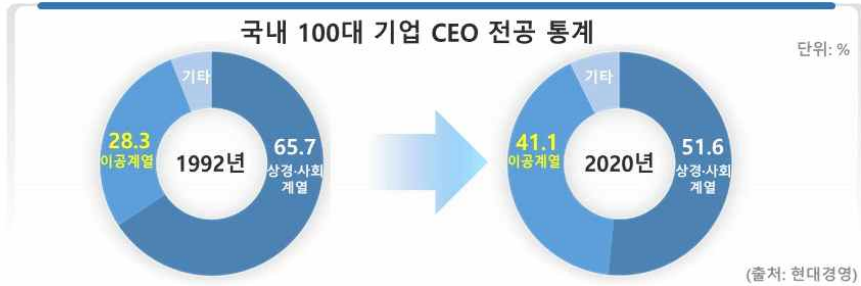 국내 100대 기업 CEO 전공 통계
단위: %
기타
28.3
이공계열
1992년
65.7
상경·사회
계열
기타
41.1
이공계열
2020년
51.6
상경·사회
계열
(출처: 현대경영)